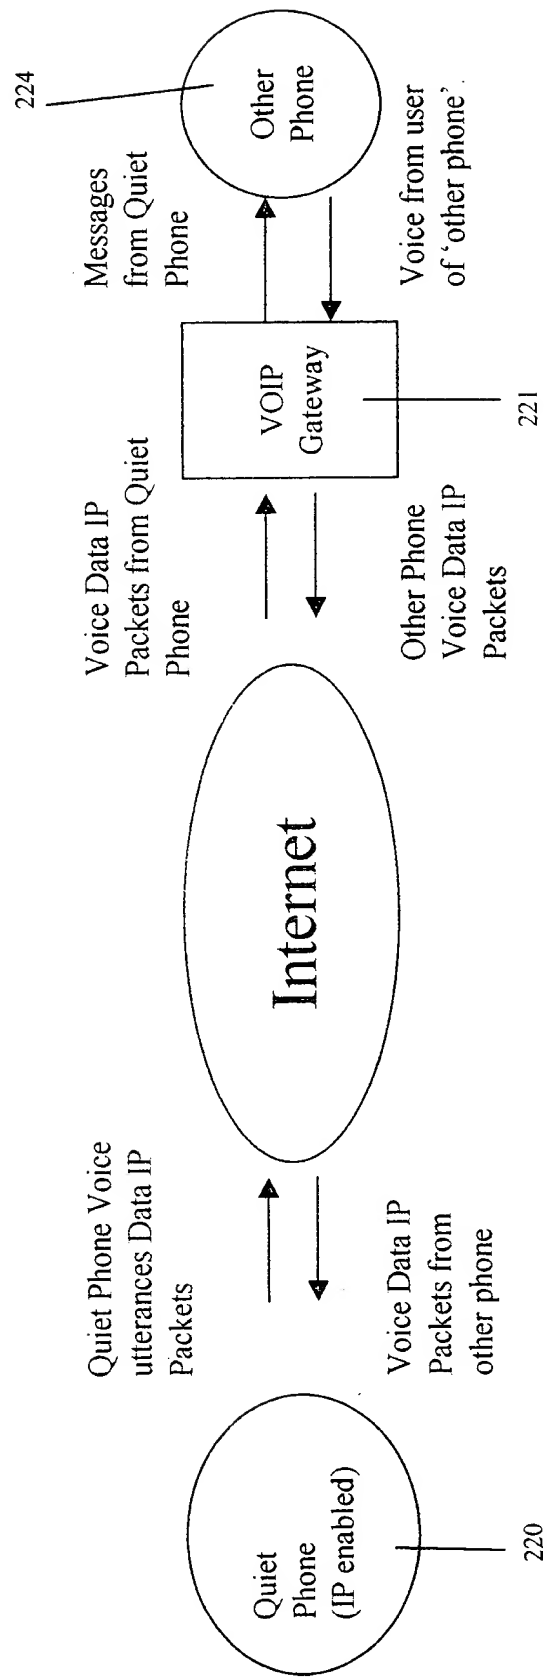 Quiet
Phone
(IP enabled)
220
Quiet Phone Voice
utterances Data IP
Packets
Voice Data IP
Packets from
other phone
Internet
Voice Data IP
Packets from Quiet
Phone
Other Phone
Voice Data IP
Packets
VOIP
Gateway
221
Messages
from Quiet
Phone
Voice from user
of ‘other phone’.
Other
Phone
224